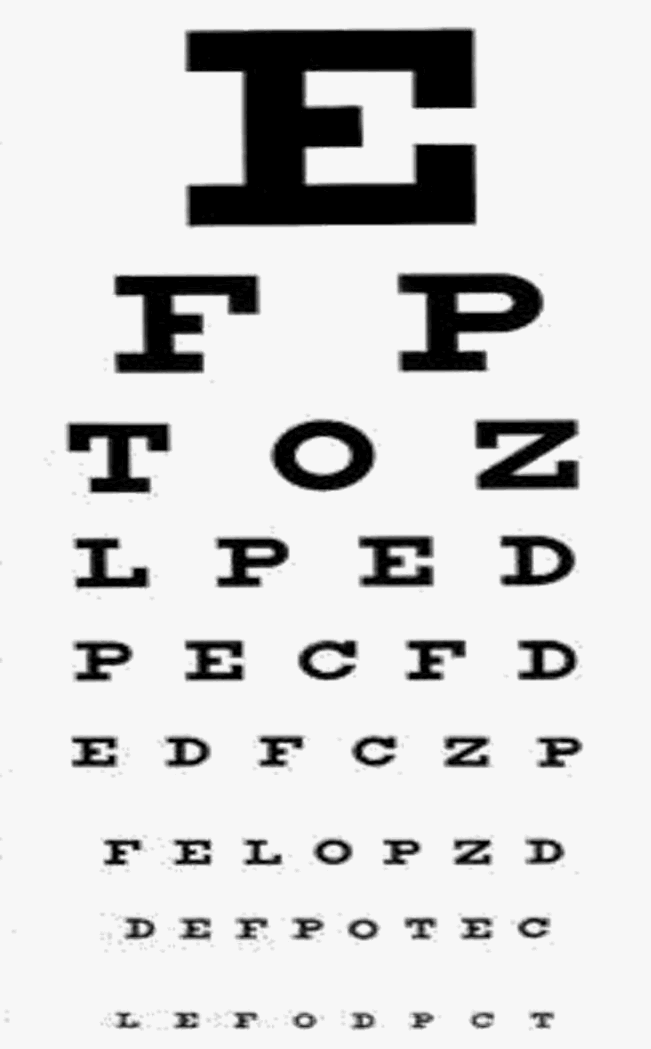 E
F P
T O Z
L P E D
P E C F D
E D F C Z P
F E L O P Z D
D E F P O T E C
L E F O D P C T